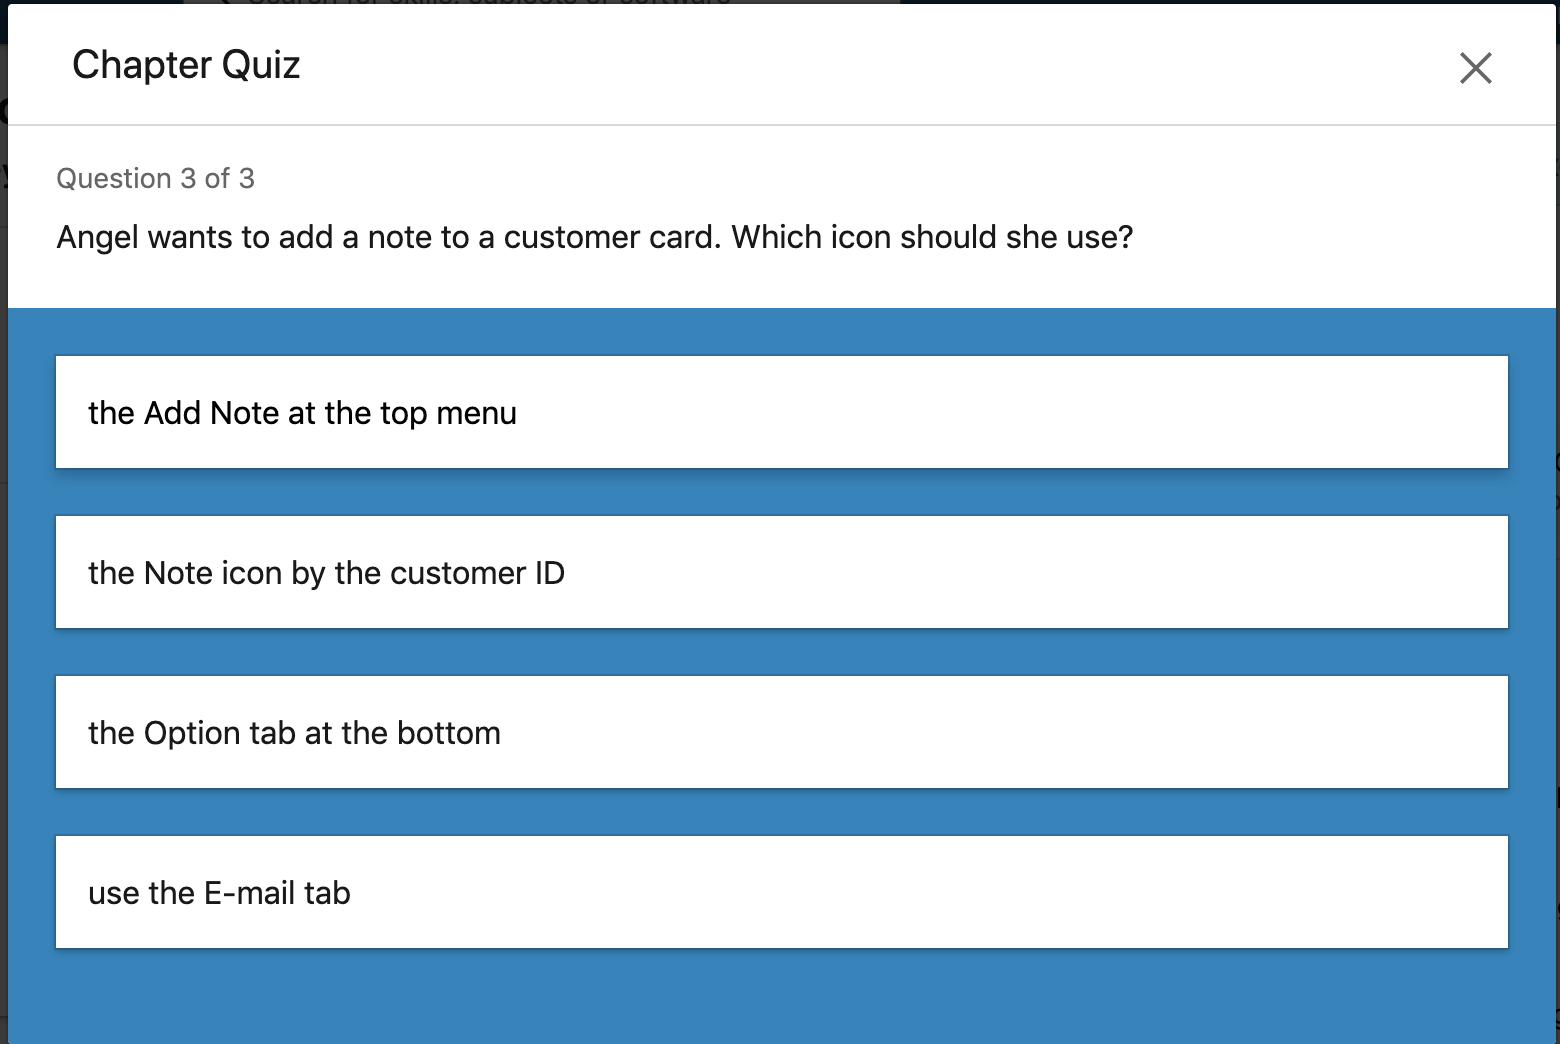 Chapter Quiz
Question 3 of 3
Angel wants to add a note to a customer card. Which icon should she use?
the Add Note at the top menu
the Note icon by the customer ID
the Option tab at the bottom
use the E-mail tab